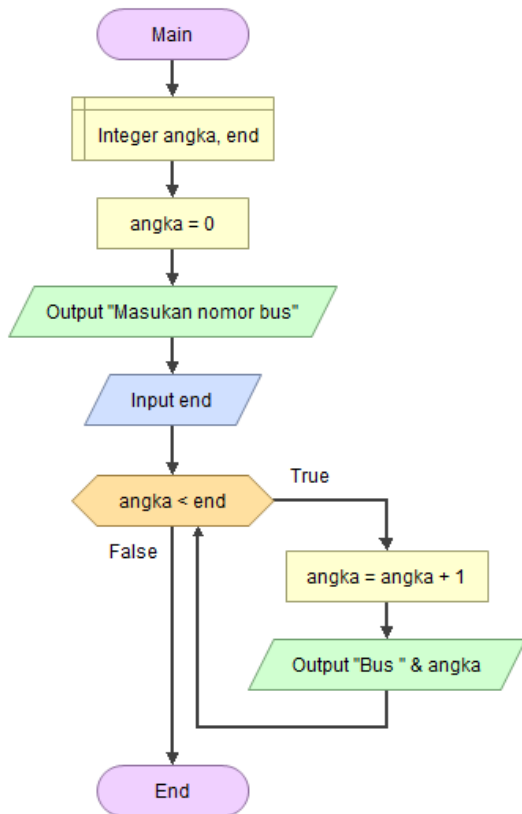 Main
Integer angka, end
angka = 0
Output "Masukan nomor bus"
Input end
angka < end
True
False
angka = angka + 1
Output "Bus " & angka
End